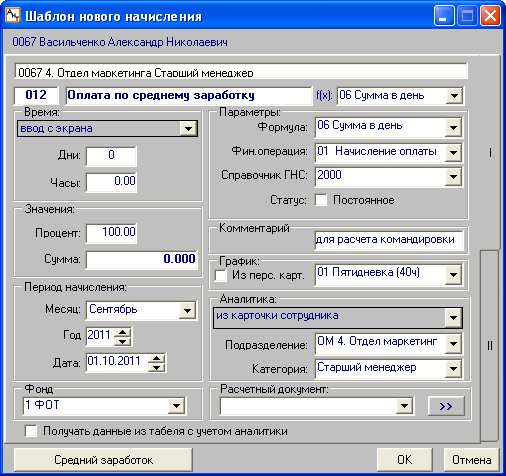 Шаблон нового начисления
0067 Васильченко Александр Николаевич
0067 4. Отдел маркетинга Старший менеджер
012 Оплата по среднему заработку f(x): 06 Сумма в день
Время:
ввод с экрана
Дни: 0
Часы: 0.00
Параметры:
Формула: 06 Сумма в день
Фин.операция: 01 Начисление оплаты
Справочник ГНС: 2000
Статус: Постоянное
I
Значения:
Процент: 100.00
Сумма: 0.000
Комментарий
для расчета командировки
График:
Из перс. карт. 01 Пятидневка (40ч)
Период начисления:
Месяц: Сентябрь
Год 2011
Дата: 01.10.2011
Аналитика:
из карточки сотрудника
Подразделение: ОМ 4. Отдел маркетинг
Категория: Старший менеджер
II
Фонд
1 ФОТ
Расчетный документ:
>>
Получать данные из табеля с учетом аналитики
Средний заработок OK Отмена